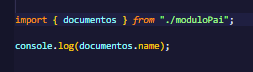 import { documentos } from "./moduloPai";
console.log(documentos.name);